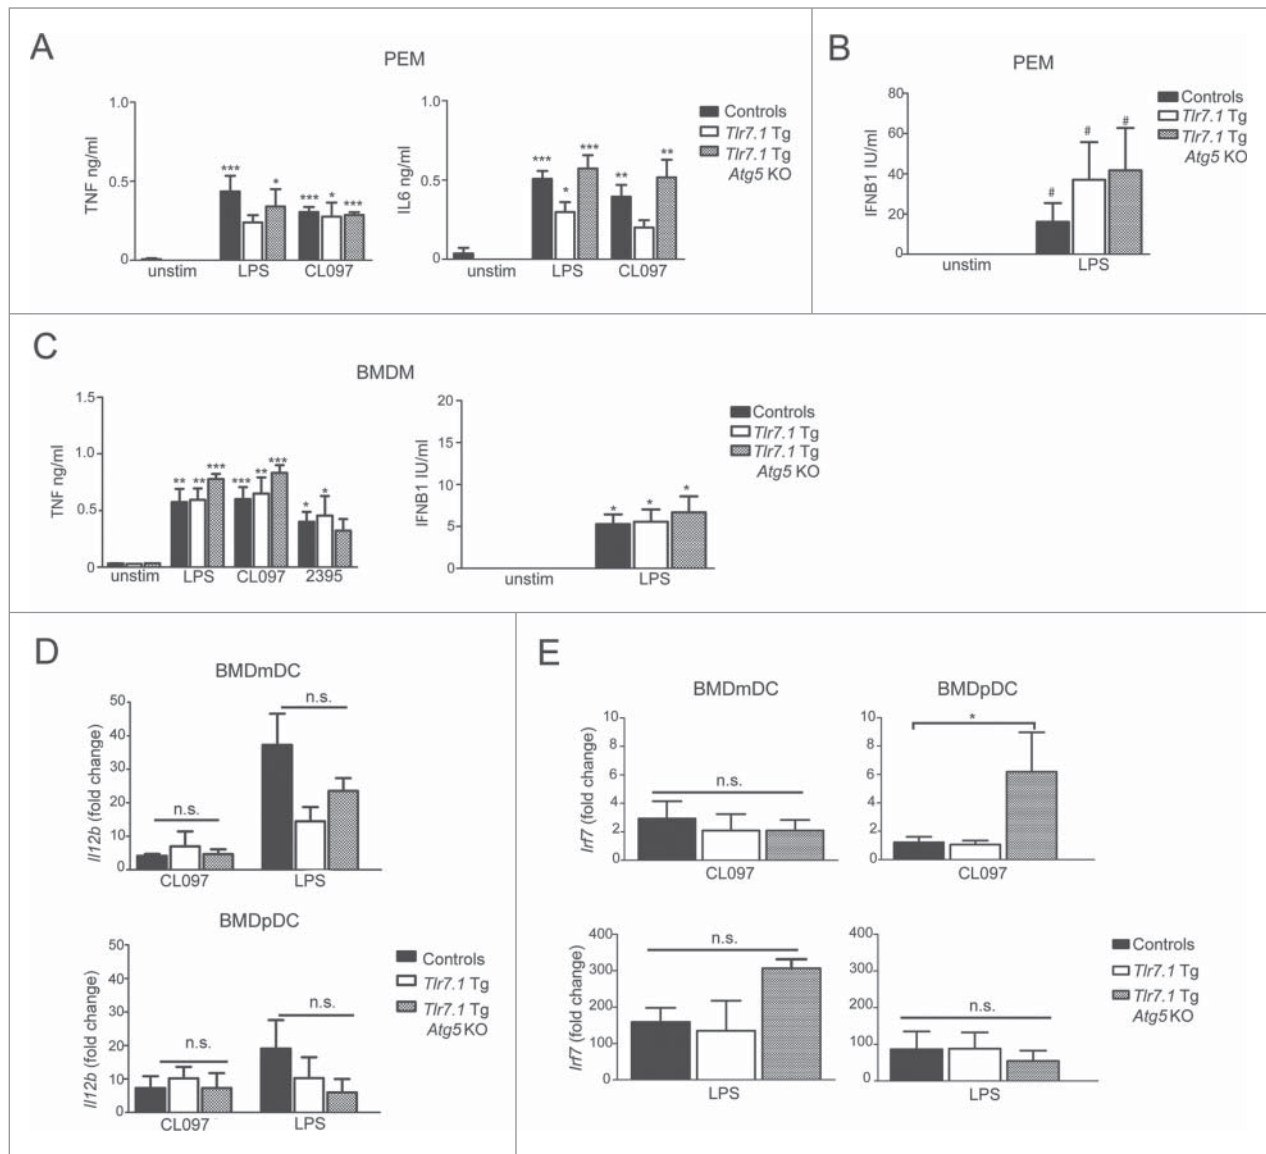 A
PEM
TNF ng/ml
1.0
0.5
0
*** * *** * ***
unstim LPS CL097
IL6 ng/ml
1.0
0.5
0
*** * *** ** **
unstim LPS CL097
Controls
Tlr7.1 Tg
Tlr7.1 Tg
Atg5 KO
B
PEM
IFNB1 IU/ml
80
60
40
20
0
# # #
unstim LPS
Controls
Tlr7.1 Tg
Tlr7.1 Tg
Atg5 KO
C
BMDM
TNF ng/ml
1.5
1.0
0.5
0
** ** *** *** ** *** * *
unstim LPS CL097 2395
IFNB1 IU/ml
20
15
10
5
0
* * *
unstim LPS
Controls
Tlr7.1 Tg
Tlr7.1 Tg
Atg5 KO
D
BMDmDC
Il12b (fold change)
50
40
30
20
10
0
n.s. n.s.
CL097 LPS
BMDpDC
Il12b (fold change)
50
40
30
20
10
0
n.s. n.s.
CL097 LPS
Controls
Tlr7.1 Tg
Tlr7.1 Tg
Atg5 KO
E
BMDmDC
Irf7 (fold change)
10
8
6
4
2
0
n.s.
CL097
BMDpDC
10
8
6
4
2
0
*
CL097
Irf7 (fold change)
400
300
200
100
0
n.s.
LPS
400
300
200
100
0
n.s.
LPS
Controls
Tlr7.1 Tg
Tlr7.1 Tg
Atg5 KO